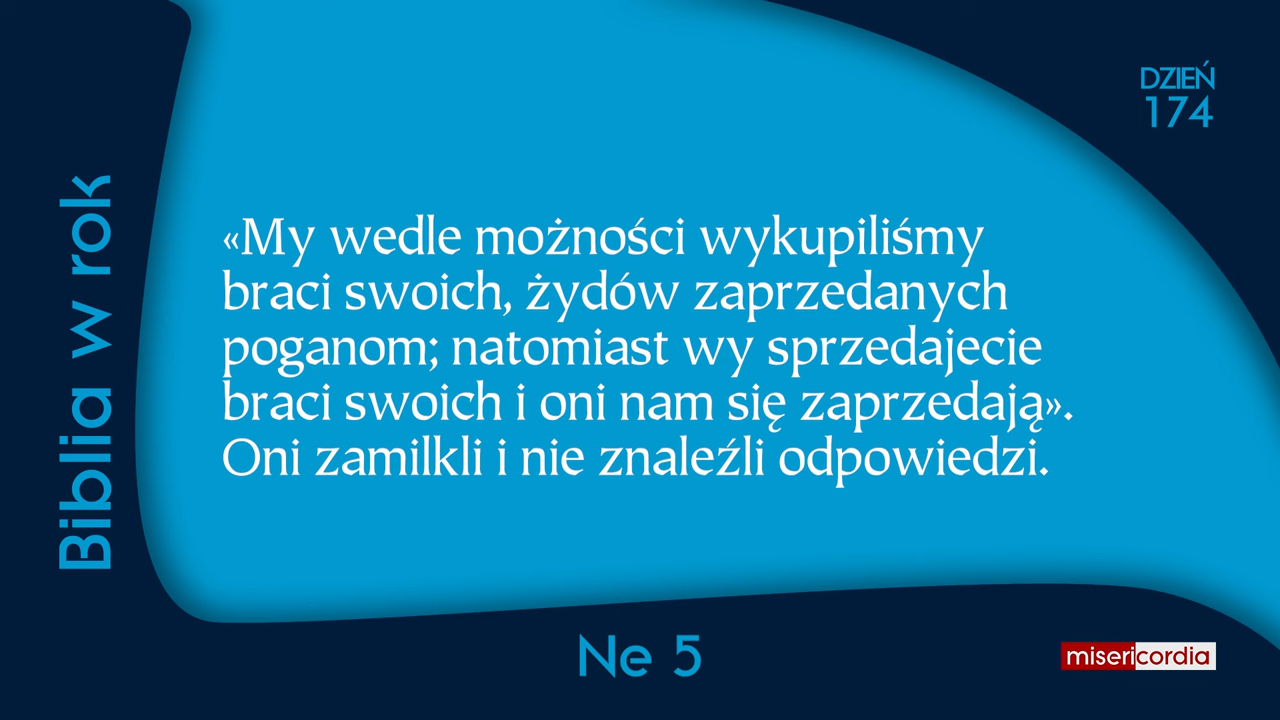 DZIEŃ
174
Biblia w rok
«My wedle możności wykupiliśmy
braci swoich, żydów zaprzedanych
poganom; natomiast wy sprzedajecie
braci swoich i oni nam się zaprzedają».
Oni zamilkli i nie znaleźli odpowiedzi.
Ne 5
misericordia